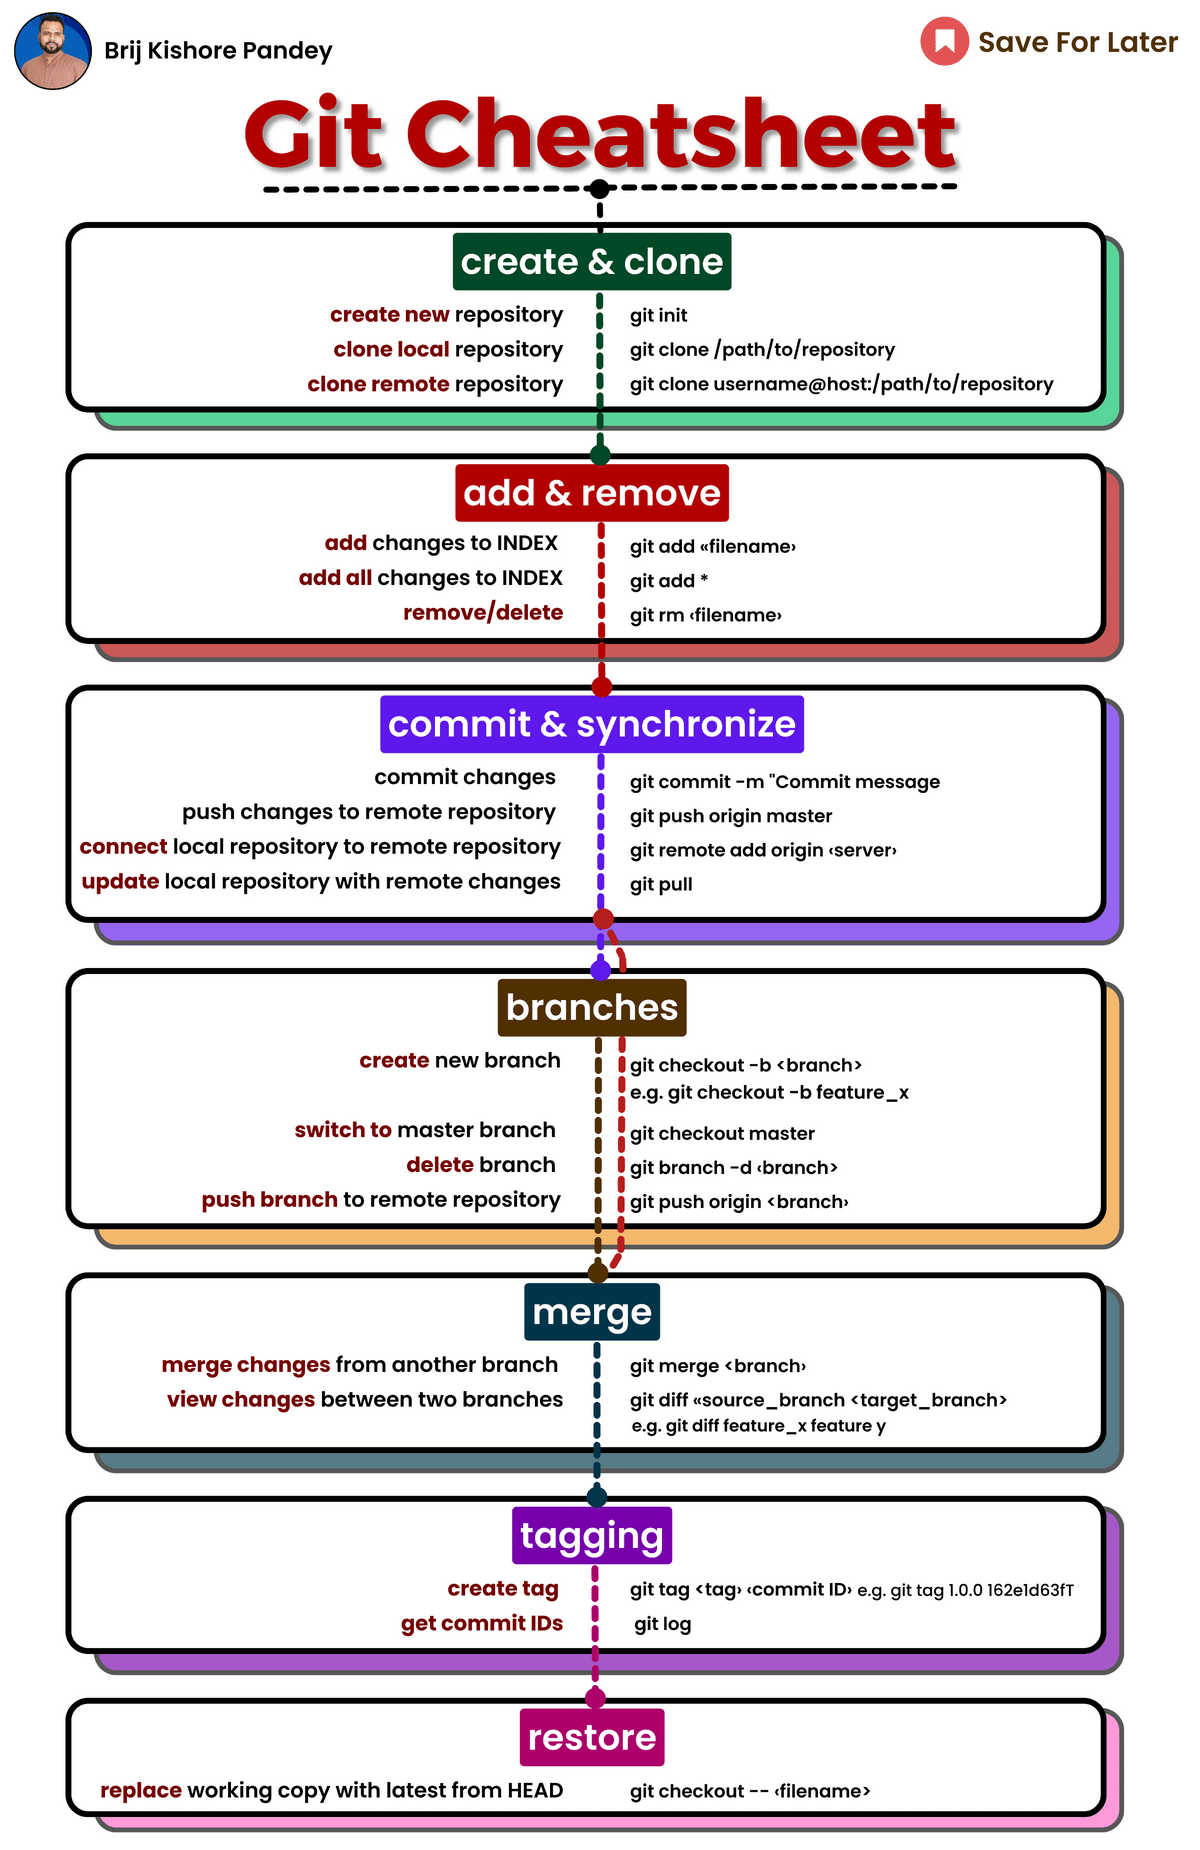 Brij Kishore Pandey
Save For Later
Git Cheatsheet
create & clone
create new repository git init
clone local repository git clone /path/to/repository
clone remote repository git clone username@host:/path/to/repository
add & remove
add changes to INDEX git add «filename›
add all changes to INDEX git add *
remove/delete git rm ‹filename›
commit & synchronize
commit changes git commit -m "Commit message
push changes to remote repository git push origin master
connect local repository to remote repository git remote add origin ‹server›
update local repository with remote changes git pull
branches
create new branch git checkout -b <branch>
e.g. git checkout -b feature_x
switch to master branch git checkout master
delete branch git branch -d ‹branch>
push branch to remote repository git push origin <branch›
merge
merge changes from another branch git merge <branch›
view changes between two branches git diff «source_branch <target_branch>
e.g. git diff feature_x feature y
tagging
create tag git tag <tag› ‹commit ID› e.g. git tag 1.0.0 162e1d63fT
get commit IDs git log
restore
replace working copy with latest from HEAD git checkout -- ‹filename>